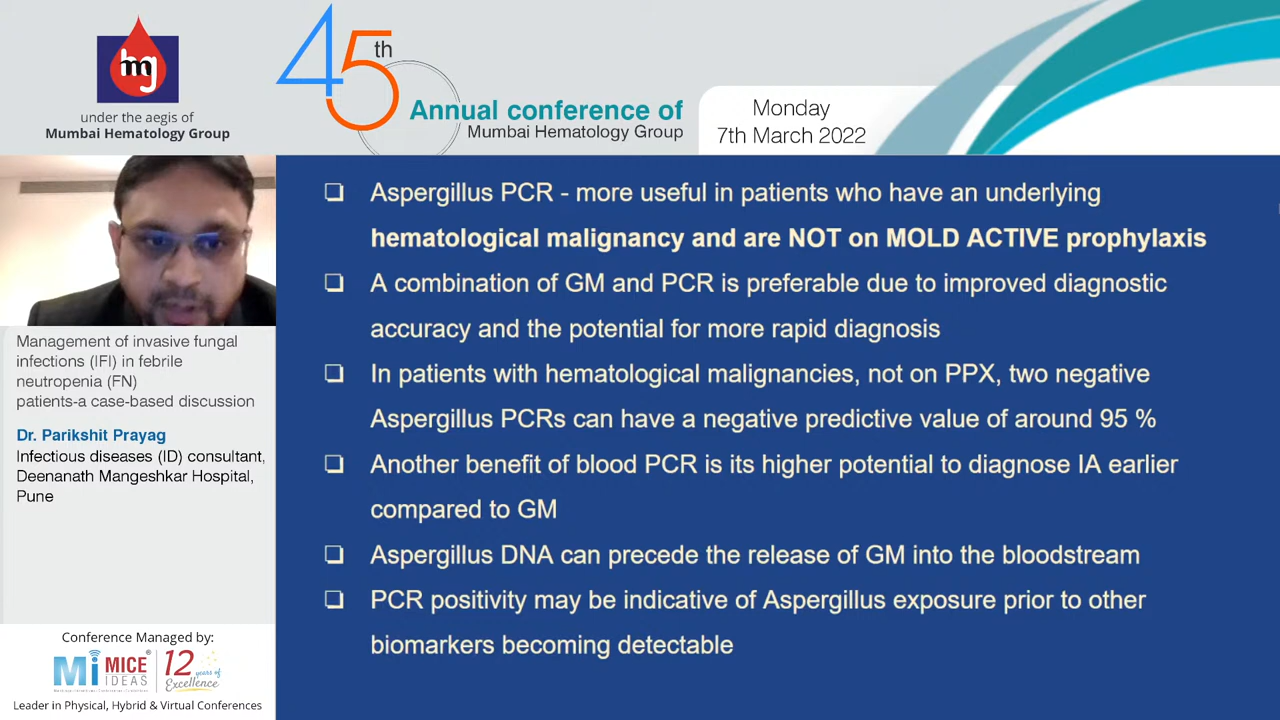 hg
under the aegis of
Mumbai Hematology Group
45th
Annual conference of
Mumbai Hematology Group
Monday
7th March 2022
Management of invasive fungal
infections (IFI) in febrile
neutropenia (FN)
patients-a case-based discussion
Dr. Parikshit Prayag
Infectious diseases (ID) consultant,
Deenanath Mangeshkar Hospital,
Pune
Conference Managed by:
Mi MICE
IDEAS
12 years of
Excellence
Leader in Physical, Hybrid & Virtual Conferences
❑ Aspergillus PCR - more useful in patients who have an underlying
hematological malignancy and are NOT on MOLD ACTIVE prophylaxis
❑ A combination of GM and PCR is preferable due to improved diagnostic
accuracy and the potential for more rapid diagnosis
❑ In patients with hematological malignancies, not on PPX, two negative
Aspergillus PCRs can have a negative predictive value of around 95 %
❑ Another benefit of blood PCR is its higher potential to diagnose IA earlier
compared to GM
❑ Aspergillus DNA can precede the release of GM into the bloodstream
❑ PCR positivity may be indicative of Aspergillus exposure prior to other
biomarkers becoming detectable